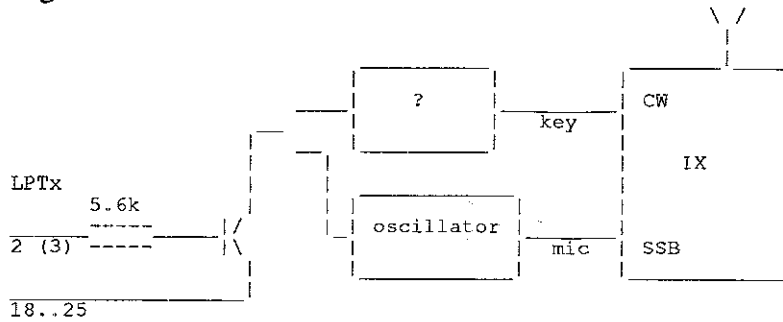 ?
CW
key
IX
LPTx
5.6k
oscillator
2 (3)
mic
SSB
18..25